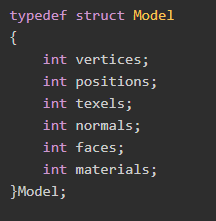 typedef struct Model
{
    int vertices;
    int positions;
    int texels;
    int normals;
    int faces;
    int materials;
}Model;